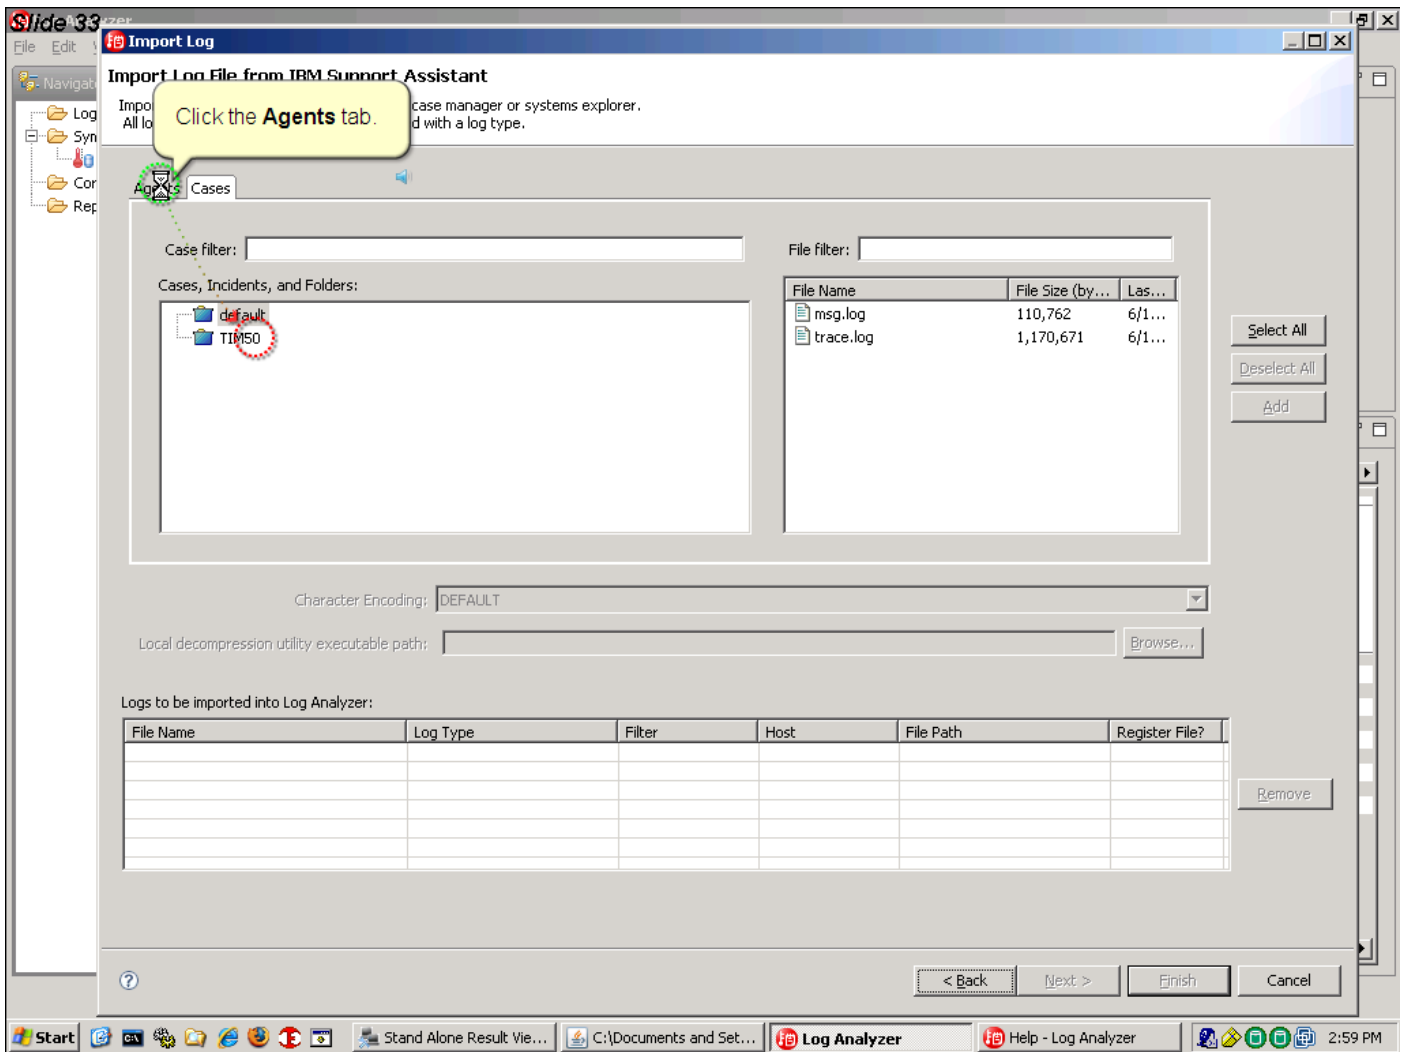 Slide 33
File Edit
Import Log
Import Log File from IBM Support Assistant
case manager or systems explorer.
d with a log type.
Click the Agents tab.
Navigat
Log
Syn
Cor
Rep
Agents Cases
Case filter:
File filter:
Cases, Incidents, and Folders:
default
TIM50
File Name File Size (by... Las...
msg.log 110,762 6/1...
trace.log 1,170,671 6/1...
Select All
Deselect All
Add
Character Encoding: DEFAULT
Local decompression utility executable path: Browse...
Logs to be imported into Log Analyzer:
File Name Log Type Filter Host File Path Register File?
Remove
< Back Next > Finish Cancel
Start Stand Alone Result Vie... C:\Documents and Set... Log Analyzer Help - Log Analyzer 2:59 PM